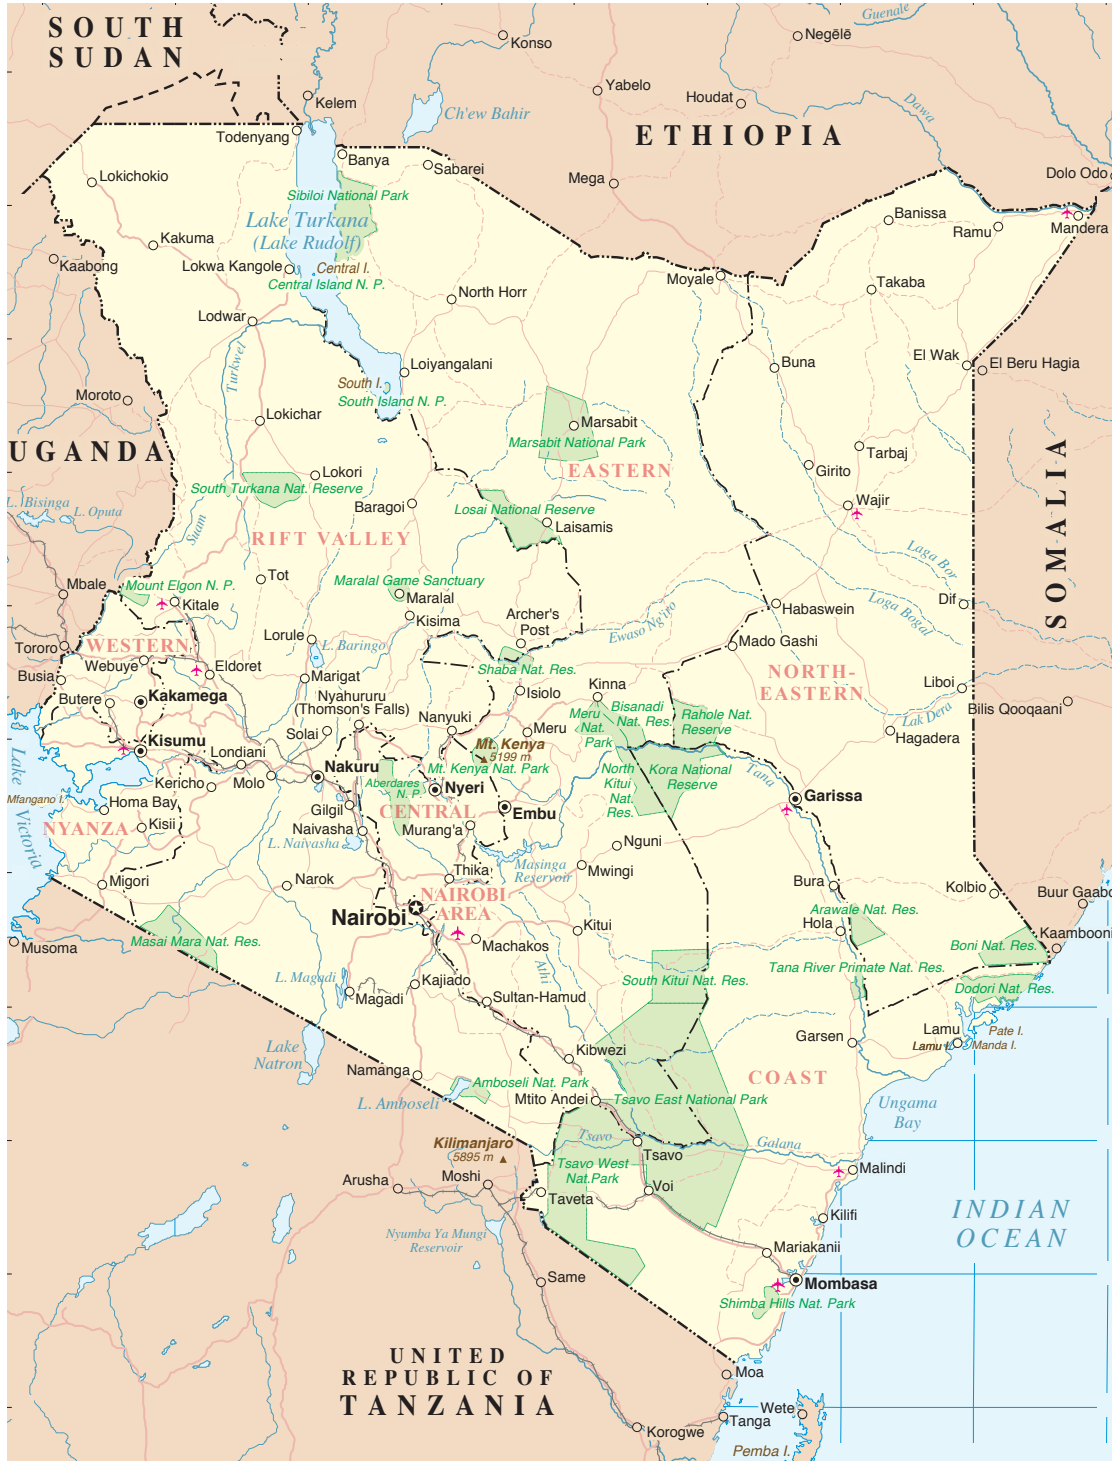 SOUTH
SUDAN
Guenale
Konso
Negēlē
Kelem
Yabelo
Houdat
Dawa
Ch'ew Bahir
ETHIOPIA
Todenyang
Banya
Sabarei
Mega
Dolo Odo
Lokichokio
Sibiloi National Park
Lake Turkana
(Lake Rudolf)
Banissa
Ramu
Mandera
Kakuma
Kaabong
Lokwa Kangole
Central I.
Central Island N. P.
Moyale
Takaba
North Horr
Lodwar
Turkwel
Loiyangalani
Buna
El Wak
El Beru Hagia
South I.
South Island N. P.
Moroto
Lokichar
Marsabit
Marsabit National Park
UGANDA
EASTERN
Tarbaj
Girito
SOMALIA
Lokori
South Turkana Nat. Reserve
L. Bisinga
L. Oputa
Suam
Baragoi
Losai National Reserve
Laisamis
Wajir
RIFT VALLEY
Laga Bor
Mbale
Mount Elgon N. P.
Tot
Maralal Game Sanctuary
Maralal
Kitale
Kisima
Archer's
Post
Ewaso Ng'iro
Habaswein
Laga Bogal
Dif
Tororo
WESTERN
Lorule
L. Baringo
Mado Gashi
Webuye
Eldoret
Shaba Nat. Res.
NORTH-
EASTERN
Busia
Marigat
Butere
Kakamega
Nyahururu
(Thomson's Falls)
Isiolo
Kinna
Liboi
Bilis Qooqaani
Meru
Nat.
Park
Bisanadi
Nat. Res.
Rahole Nat.
Reserve
Lak Dera
Nanyuki
Meru
Solai
Hagadera
Kisumu
Londiani
Mt. Kenya
5199 m
Mt. Kenya Nat. Park
Lake
Victoria
Nakuru
North
Kitui
Nat.
Res.
Kora National
Reserve
Tana
Kericho
Molo
Aberdares
N. P.
Nyeri
Garissa
Mfangano I.
Homa Bay
Gilgil
CENTRAL
Embu
NYANZA
Kisii
Naivasha
Murang'a
L. Naivasha
Nguni
Masinga
Reservoir
Mwingi
Migori
Narok
Thika
Bura
Kolbio
Buur Gaabo
NAIROBI
AREA
Nairobi
Arawale Nat. Res.
Hola
Kitui
Musoma
Masai Mara Nat. Res.
Machakos
Boni Nat. Res.
Kaambooni
L. Magadi
Kajiado
Athi
South Kitui Nat. Res.
Tana River Primate Nat. Res.
Magadi
Sultan-Hamud
Dodori Nat. Res.
Lake
Natron
Kibwezi
Garsen
Lamu
Pate I.
Lamu I.
Manda I.
Namanga
Amboseli Nat. Park
COAST
L. Amboseli
Mtito Andei
Tsavo East National Park
Ungama
Bay
Kilimanjaro
5895 m
Tsavo
Galana
Tsavo
Tsavo West
Nat.Park
Malindi
Arusha
Moshi
Taveta
Voi
INDIAN
OCEAN
Kilifi
Nyumba Ya Mungi
Reservoir
Mariakanii
Same
Mombasa
Shimba Hills Nat. Park
UNITED
REPUBLIC OF
TANZANIA
Moa
Wete
Tanga
Korogwe
Pemba I.